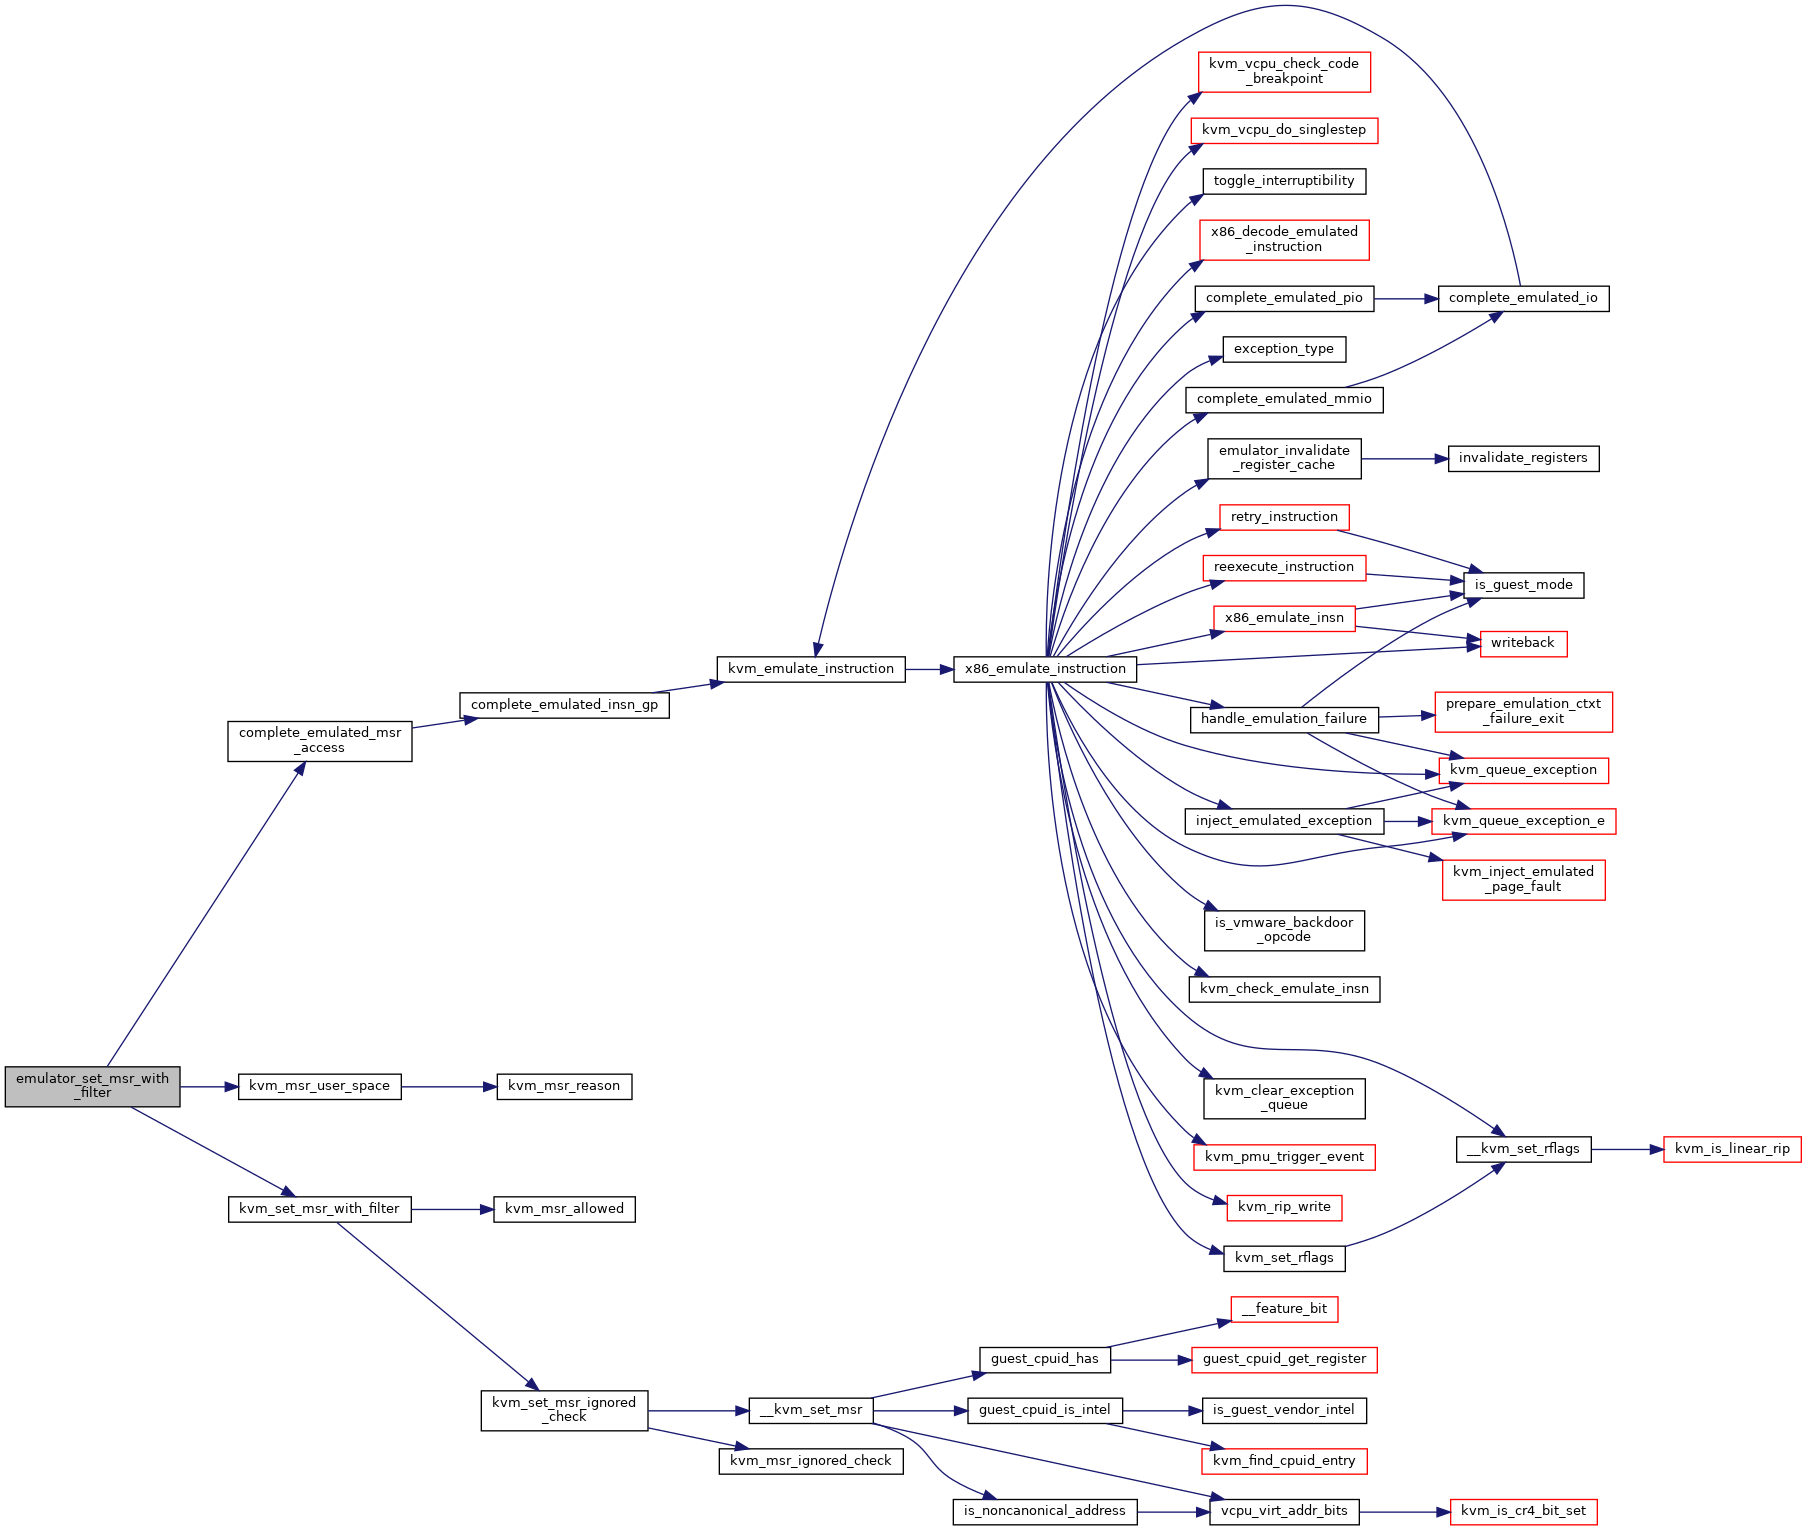 kvm_vcpu_check_code
_breakpoint
kvm_vcpu_do_singlestep
toggle_interruptibility
x86_decode_emulated
_instruction
complete_emulated_pio
complete_emulated_io
exception_type
complete_emulated_mmio
emulator_invalidate
_register_cache
invalidate_registers
retry_instruction
reexecute_instruction
is_guest_mode
x86_emulate_insn
writeback
kvm_emulate_instruction
x86_emulate_instruction
complete_emulated_insn_gp
prepare_emulation_ctxt
_failure_exit
handle_emulation_failure
complete_emulated_msr
_access
kvm_queue_exception
inject_emulated_exception
kvm_queue_exception_e
kvm_inject_emulated
_page_fault
is_vmware_backdoor
_opcode
kvm_check_emulate_insn
emulator_set_msr_with
_filter
kvm_msr_user_space
kvm_msr_reason
kvm_clear_exception
_queue
__kvm_set_rflags
kvm_is_linear_rip
kvm_pmu_trigger_event
kvm_set_msr_with_filter
kvm_msr_allowed
kvm_rip_write
kvm_set_rflags
__feature_bit
guest_cpuid_has
guest_cpuid_get_register
kvm_set_msr_ignored
_check
__kvm_set_msr
guest_cpuid_is_intel
is_guest_vendor_intel
kvm_msr_ignored_check
kvm_find_cpuid_entry
is_noncanonical_address
vcpu_virt_addr_bits
kvm_is_cr4_bit_set